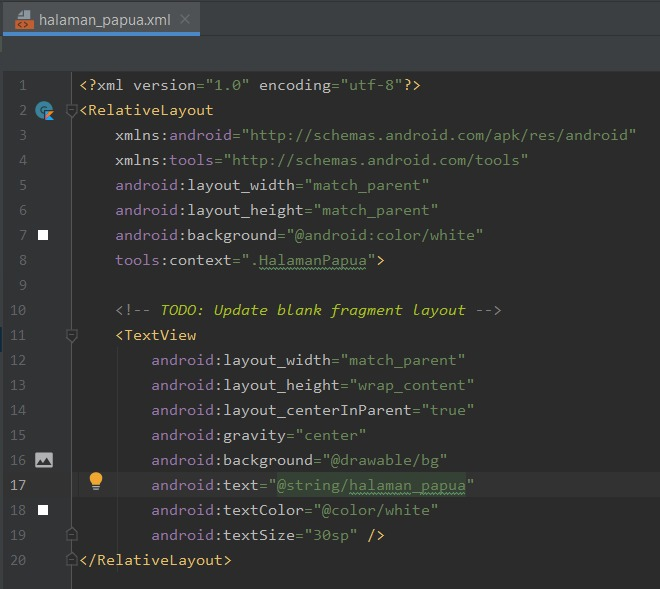 halaman_papua.xml
1 <?xml version="1.0" encoding="utf-8"?>
2 <RelativeLayout
3 xmlns:android="http://schemas.android.com/apk/res/android"
4 xmlns:tools="http://schemas.android.com/tools"
5 android:layout_width="match_parent"
6 android:layout_height="match_parent"
7 android:background="@android:color/white"
8 tools:context=".HalamanPapua">
9
10 <!-- TODO: Update blank fragment layout -->
11 <TextView
12 android:layout_width="match_parent"
13 android:layout_height="wrap_content"
14 android:layout_centerInParent="true"
15 android:gravity="center"
16 android:background="@drawable/bg"
17 android:text="@string/halaman_papua"
18 android:textColor="@color/white"
19 android:textSize="30sp" />
20 </RelativeLayout>